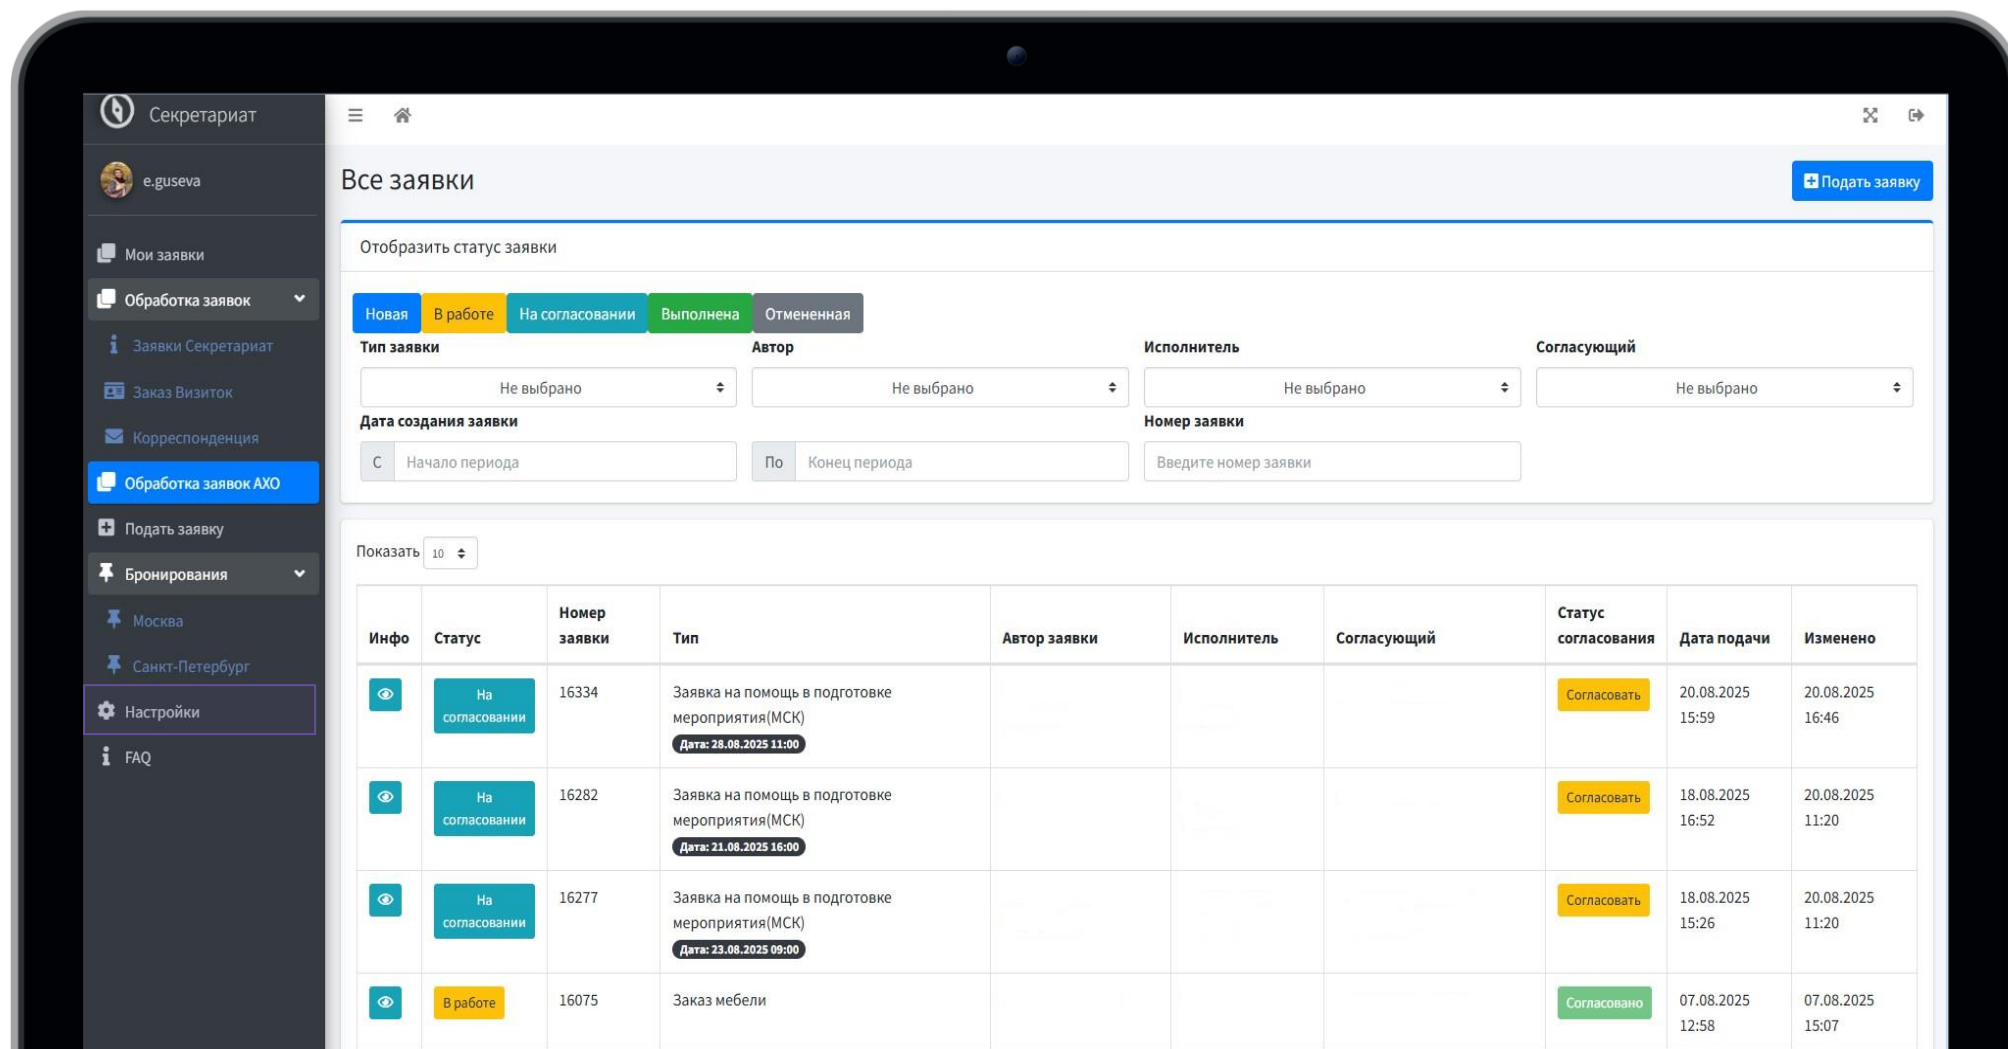 Секретариат
e.guseva
Мои заявки
Обработка заявок
Заявки Секретариат
Заказ Визиток
Корреспонденция
Обработка заявок АХО
Подать заявку
Бронирования
Москва
Санкт-Петербург
Настройки
FAQ
Все заявки
Подать заявку
Отобразить статус заявки
Новая В работе На согласовании Выполнена Отмененная
Тип заявки Автор Исполнитель Согласующий
Не выбрано Не выбрано Не выбрано Не выбрано
Дата создания заявки Номер заявки
С Начало периода По Конец периода Введите номер заявки
Показать 10
Инфо Статус Номер заявки Тип Автор заявки Исполнитель Согласующий Статус согласования Дата подачи Изменено
На согласовании 16334 Заявка на помощь в подготовке мероприятия(МСК) Дата: 28.08.2025 11:00 Согласовать 20.08.2025 15:59 20.08.2025 16:46
На согласовании 16282 Заявка на помощь в подготовке мероприятия(МСК) Дата: 21.08.2025 16:00 Согласовать 18.08.2025 16:52 20.08.2025 11:20
На согласовании 16277 Заявка на помощь в подготовке мероприятия(МСК) Дата: 23.08.2025 09:00 Согласовать 18.08.2025 15:26 20.08.2025 11:20
В работе 16075 Заказ мебели Согласовано 07.08.2025 12:58 07.08.2025 15:07